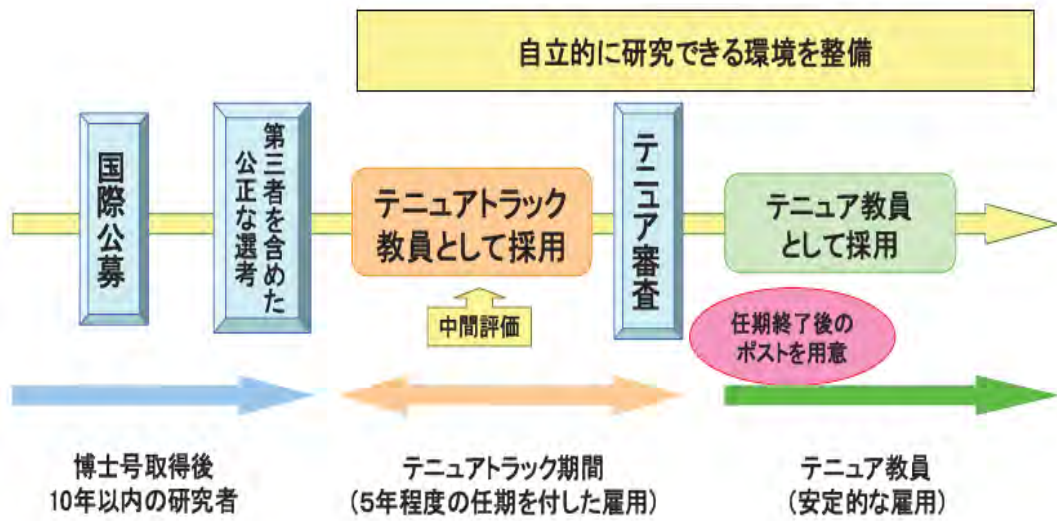 自立的に研究できる環境を整備
国際公募
第三者を含めた
公正な選考
テニュアトラック
教員として採用
中間評価
テニュア審査
テニュア教員
として採用
任期終了後の
ポストを用意
博士号取得後
10年以内の研究者
テニュアトラック期間
(5年程度の任期を付した雇用)
テニュア教員
(安定的な雇用)